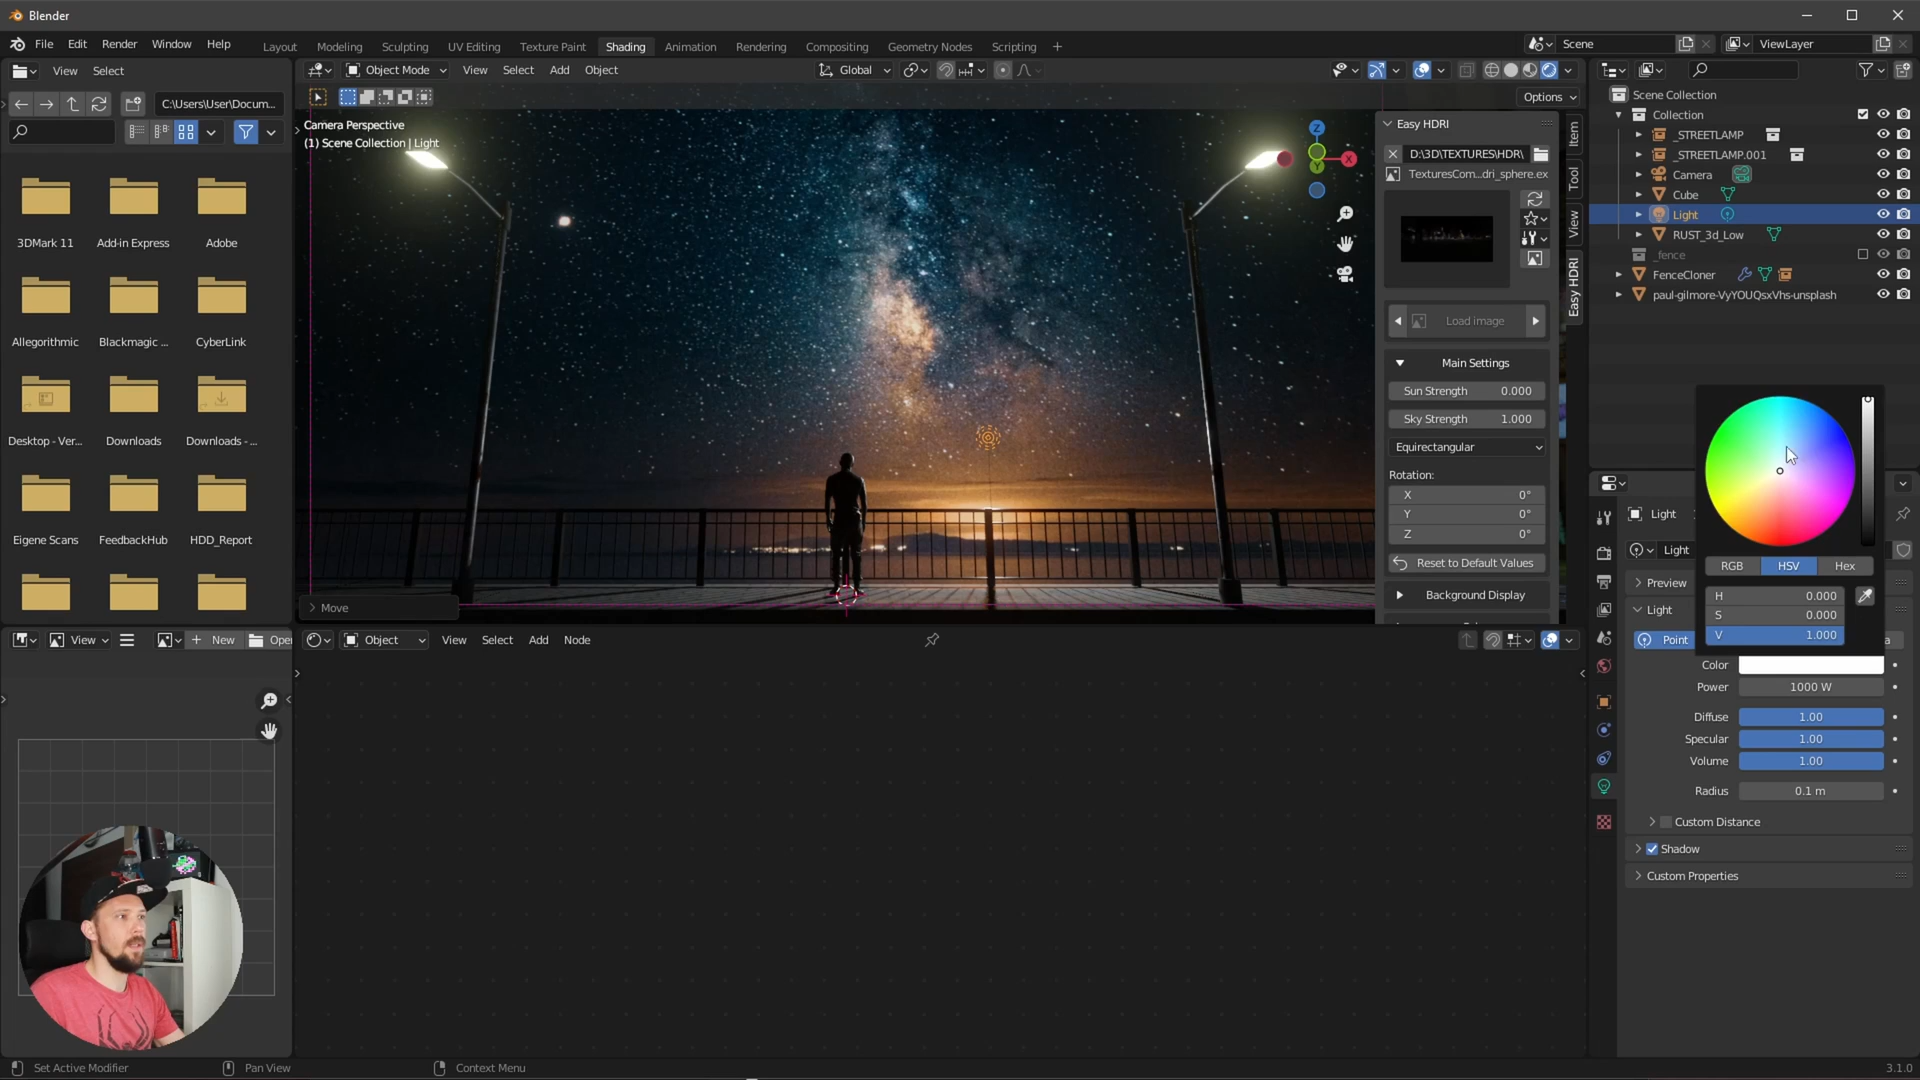 Blender
File Edit Render Window Help
Layout Modeling Sculpting UV Editing Texture Paint Shading Animation Rendering Compositing Geometry Nodes Scripting +
Scene
ViewLayer
View Select
Object Mode View Select Add Object
Global
C:\Users\User\Docum...
Options
3DMark 11 Add-in Express Adobe
Allegorithmic Blackmagic ... CyberLink
Desktop - Ver... Downloads Downloads - ...
Eigene Scans FeedbackHub HDD_Report
Camera Perspective
(1) Scene Collection | Light
Z
X
Y
Move
Easy HDRI
D:\3D\TEXTURES\HDR\
TexturesCom...dri_sphere.ex
Load image
Main Settings
Sun Strength 0.000
Sky Strength 1.000
Equirectangular
Rotation:
X 0°
Y 0°
Z 0°
Reset to Default Values
Background Display
Item
Tool
View
Easy HDRI
Scene Collection
Collection
_STREETLAMP
_STREETLAMP.001
Camera
Cube
Light
RUST_3d_Low
_fence
FenceCloner
paul-gilmore-VyYOUQsxVhs-unsplash
RGB HSV Hex
H 0.000
S 0.000
V 1.000
Light
Light
Preview
Light
Point
Color
Power 1000 W
Diffuse 1.00
Specular 1.00
Volume 1.00
Radius 0.1 m
Custom Distance
Shadow
Custom Properties
View + New Open
Object View Select Add Node
Set Active Modifier Pan View Context Menu
3.1.0